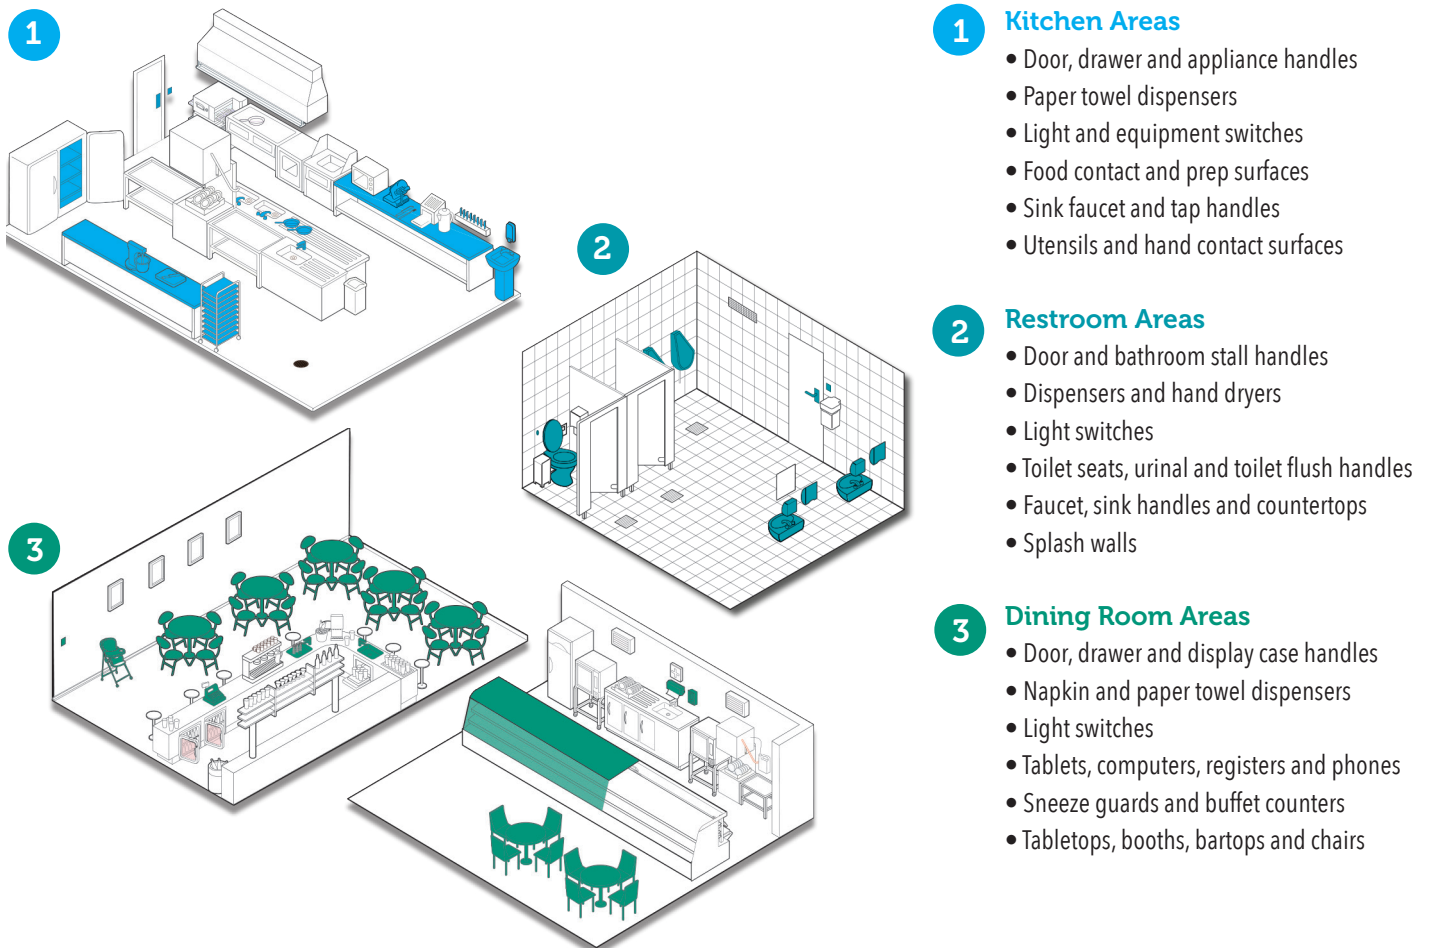 1
Kitchen Areas
• Door, drawer and appliance handles
• Paper towel dispensers
• Light and equipment switches
• Food contact and prep surfaces
• Sink faucet and tap handles
• Utensils and hand contact surfaces
2
Restroom Areas
• Door and bathroom stall handles
• Dispensers and hand dryers
• Light switches
• Toilet seats, urinal and toilet flush handles
• Faucet, sink handles and countertops
• Splash walls
3
Dining Room Areas
• Door, drawer and display case handles
• Napkin and paper towel dispensers
• Light switches
• Tablets, computers, registers and phones
• Sneeze guards and buffet counters
• Tabletops, booths, bartops and chairs
1
2
3